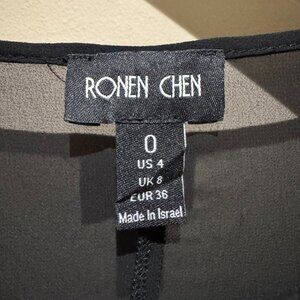 RONEN CHEN
0
US 4
UK 8
EUR 36
Made In Israel